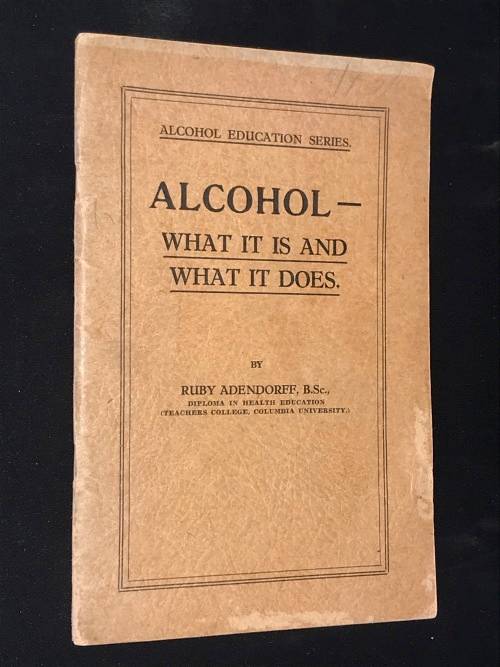 ALCOHOL EDUCATION SERIES.
ALCOHOL—
WHAT IT IS AND
WHAT IT DOES.
BY
RUBY ADENDORFF, B.Sc.,
DIPLOMA IN HEALTH EDUCATION
(TEACHERS COLLEGE, COLUMBIA UNIVERSITY.)